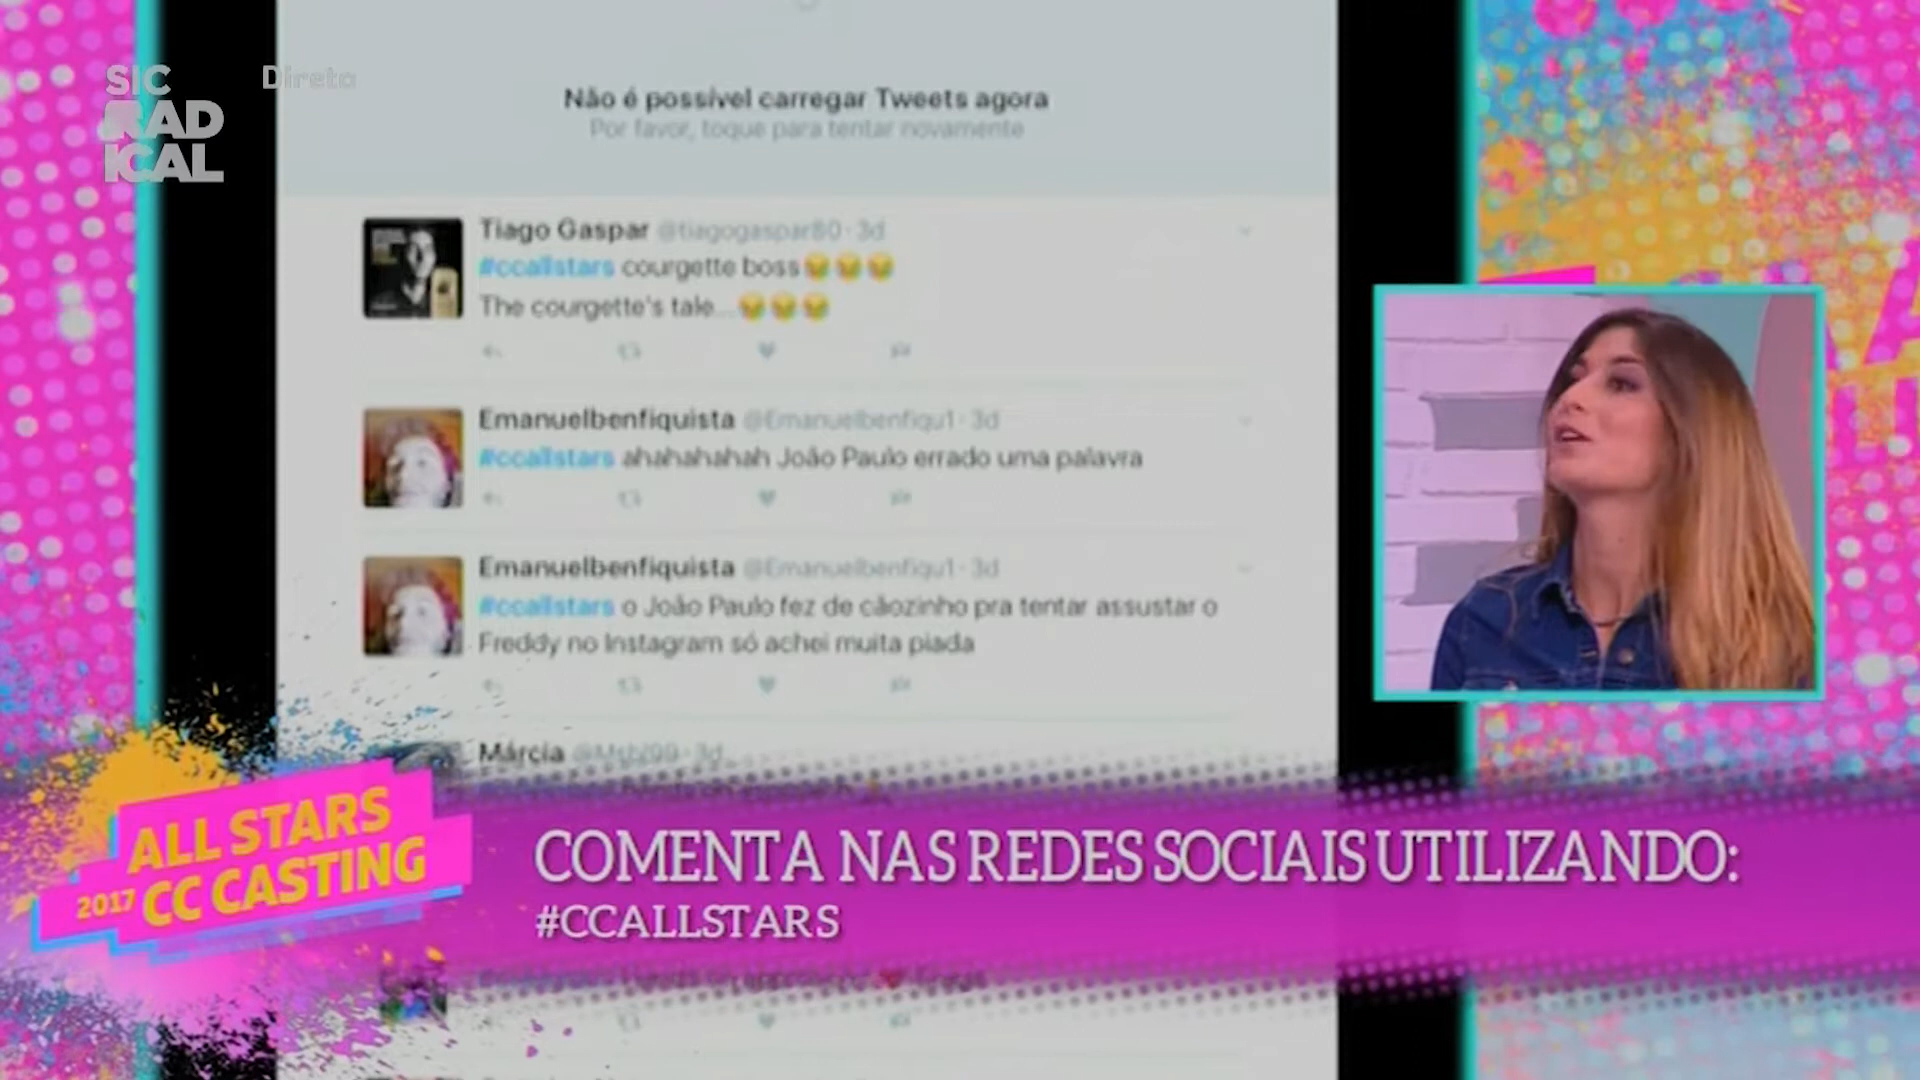 SIC
RADICAL
Direto
Não é possível carregar Tweets agora
Por favor, toque para tentar novamente
Tiago Gaspar @tiagogaspar80 · 3d
#ccallstars courgette boss😂😂😂
The courgette's tale...😂😂😂
Emanuelbenfiquista @Emanuelbenfiqu1 · 3d
#ccallstars ahahahahah João Paulo errado uma palavra
Emanuelbenfiquista @Emanuelbenfiqu1 · 3d
#ccallstars o João Paulo fez de cãozinho pra tentar assustar o
Freddy no Instagram só achei muita piada
Márcia 3d
ALL STARS
2017 CC CASTING
COMENTA NAS REDES SOCIAIS UTILIZANDO:
#CCALLSTARS